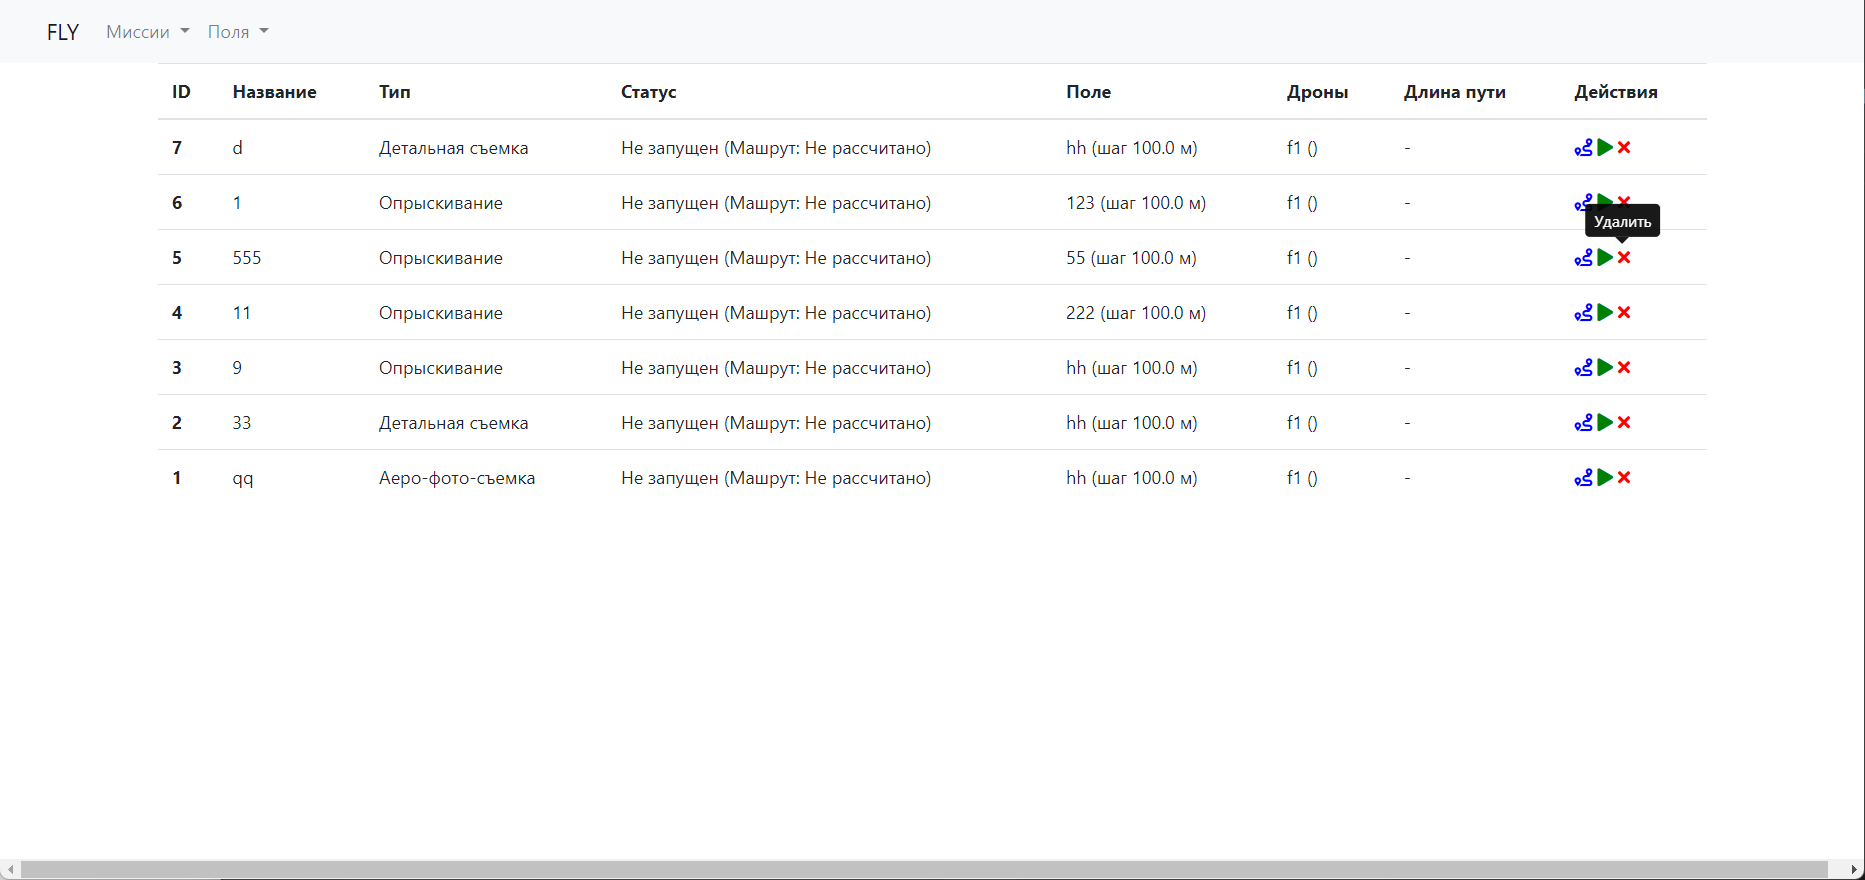 FLY Миссии Поля
ID Название Тип Статус Поле Дроны Длина пути Действия
7 d Детальная съемка Не запущен (Машрут: Не рассчитано) hh (шаг 100.0 м) f1 () -
6 1 Опрыскивание Не запущен (Машрут: Не рассчитано) 123 (шаг 100.0 м) f1 () -
Удалить
5 555 Опрыскивание Не запущен (Машрут: Не рассчитано) 55 (шаг 100.0 м) f1 () -
4 11 Опрыскивание Не запущен (Машрут: Не рассчитано) 222 (шаг 100.0 м) f1 () -
3 9 Опрыскивание Не запущен (Машрут: Не рассчитано) hh (шаг 100.0 м) f1 () -
2 33 Детальная съемка Не запущен (Машрут: Не рассчитано) hh (шаг 100.0 м) f1 () -
1 qq Аеро-фото-съемка Не запущен (Машрут: Не рассчитано) hh (шаг 100.0 м) f1 () -